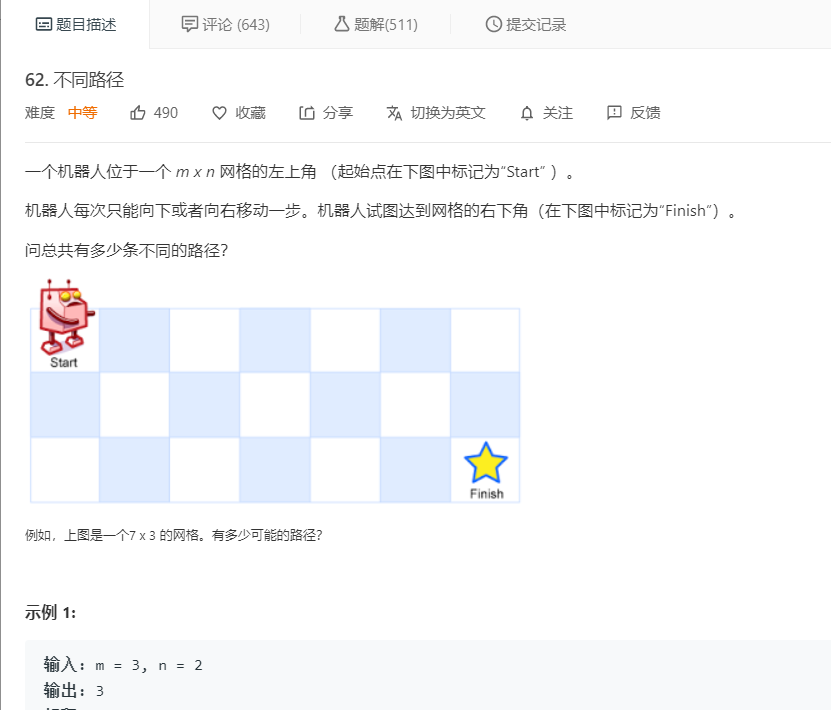 题目描述 评论 (643) 题解(511) 提交记录
62. 不同路径
难度 中等 490 收藏 分享 切换为英文 关注 反馈
一个机器人位于一个 m x n 网格的左上角 （起始点在下图中标记为“Start” ）。
机器人每次只能向下或者向右移动一步。机器人试图达到网格的右下角（在下图中标记为“Finish”）。
问总共有多少条不同的路径？
Start
Finish
例如，上图是一个7 x 3 的网格。有多少可能的路径？
示例 1:
输入: m = 3, n = 2
输出: 3